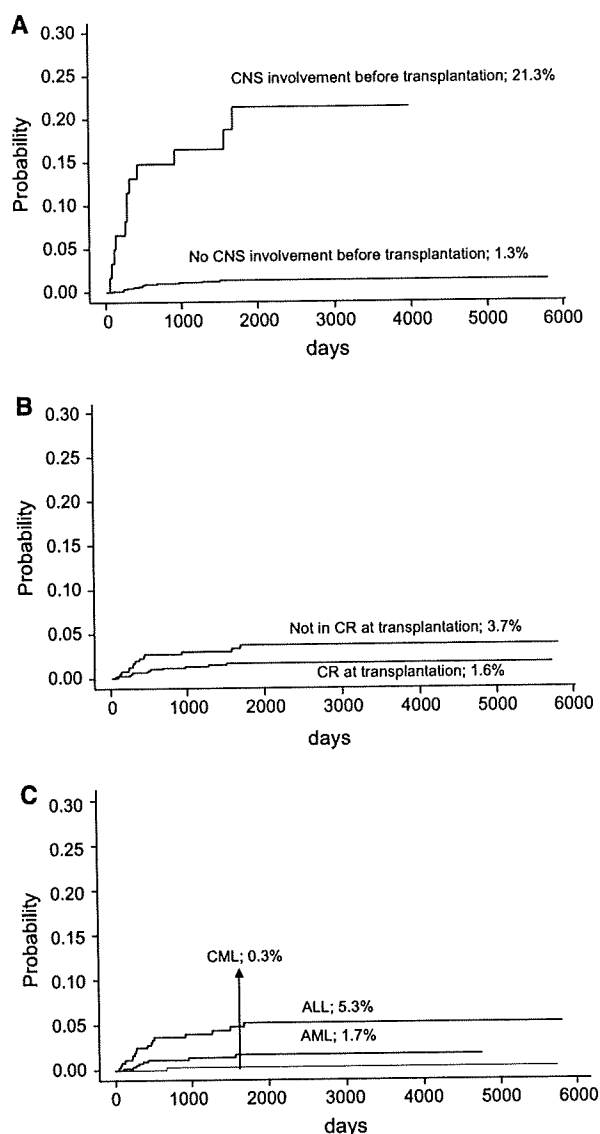 A
0.30
CNS involvement before transplantation; 21.3%
0.25
0.20
Probability
0.15
0.10
No CNS involvement before transplantation; 1.3%
0.05
0.00
0 1000 2000 3000 4000 5000 6000
days
B
0.30
0.25
0.20
Probability
0.15
0.10
Not in CR at transplantation; 3.7%
0.05
CR at transplantation; 1.6%
0.00
0 1000 2000 3000 4000 5000 6000
days
C
0.30
0.25
0.20
Probability
0.15
CML; 0.3%
0.10
ALL; 5.3%
0.05
AML; 1.7%
0.00
0 1000 2000 3000 4000 5000 6000
days